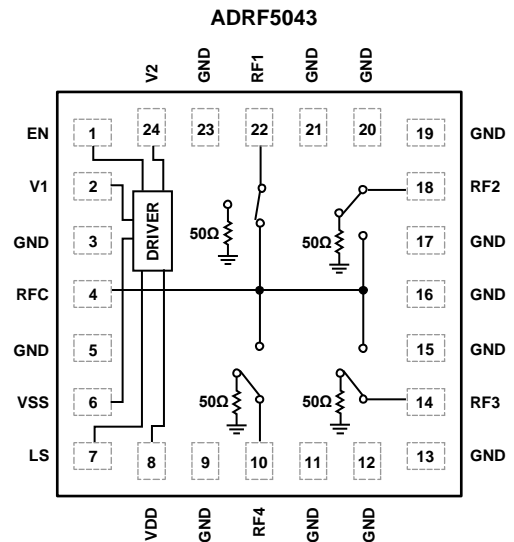 ADRF5043
V2
GND
RF1
GND
GND
24
23
22
21
20
EN
1
19
GND
V1
2
18
RF2
GND
3
DRIVER
50Ω
50Ω
17
GND
RFC
4
16
GND
GND
5
15
GND
VSS
6
50Ω
50Ω
14
RF3
LS
7
8
9
10
11
12
13
GND
VDD
GND
RF4
GND
GND